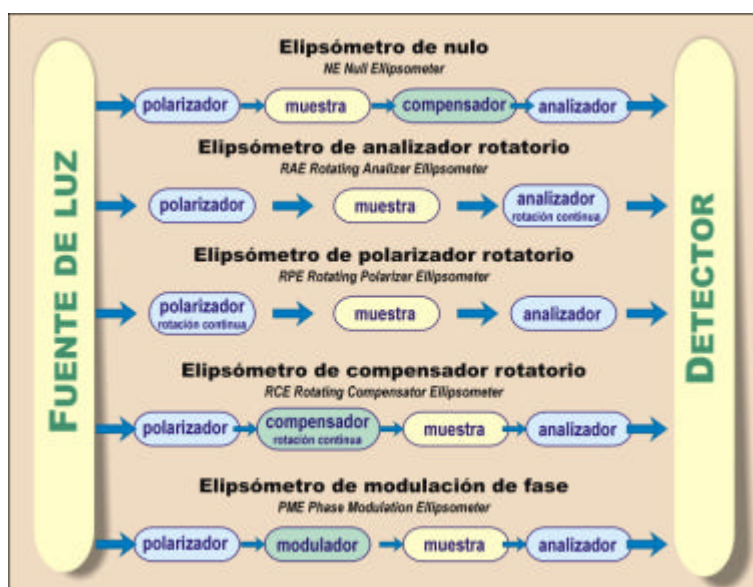 FUENTE DE LUZ
Elipsómetro de nulo
NE Null Ellipsometer
polarizador muestra compensador analizador
Elipsómetro de analizador rotatorio
RAE Rotating Analizer Ellipsometer
polarizador muestra analizador
rotación continua
Elipsómetro de polarizador rotatorio
RPE Rotating Polarizer Ellipsometer
polarizador muestra analizador
rotación continua
Elipsómetro de compensador rotatorio
RCE Rotating Compensator Ellipsometer
polarizador compensador muestra analizador
rotación continua
Elipsómetro de modulación de fase
PME Phase Modulation Ellipsometer
polarizador modulador muestra analizador
DETECTOR